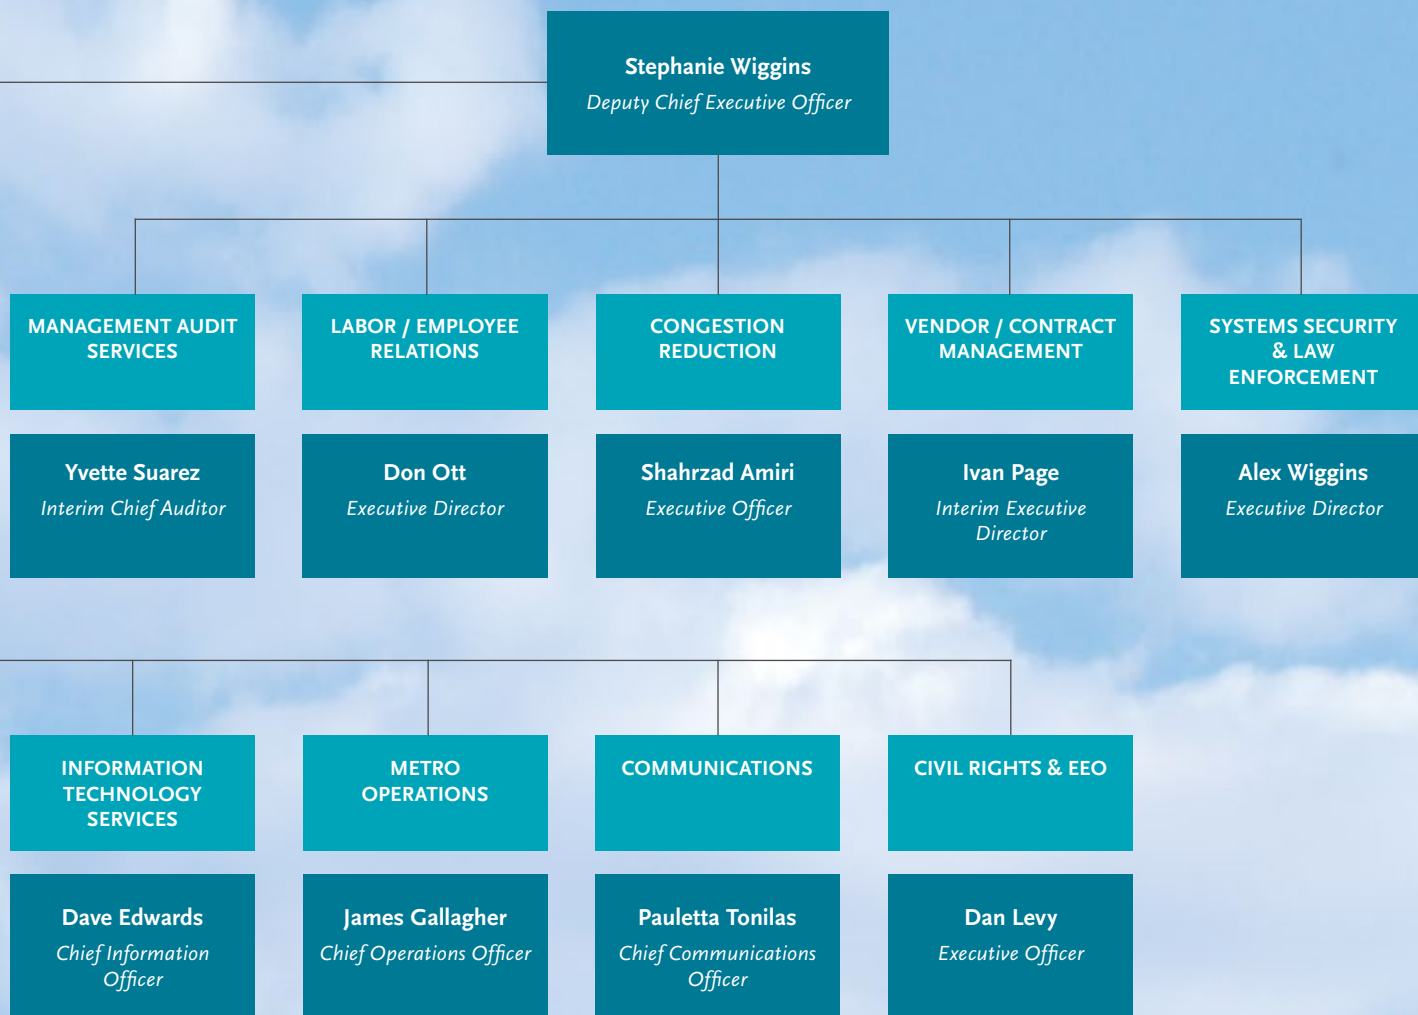 Stephanie Wiggins
Deputy Chief Executive Officer
MANAGEMENT AUDIT
SERVICES
LABOR / EMPLOYEE
RELATIONS
CONGESTION
REDUCTION
VENDOR / CONTRACT
MANAGEMENT
SYSTEMS SECURITY
& LAW
ENFORCEMENT
Yvette Suarez
Interim Chief Auditor
Don Ott
Executive Director
Shahrzad Amiri
Executive Officer
Ivan Page
Interim Executive
Director
Alex Wiggins
Executive Director
INFORMATION
TECHNOLOGY
SERVICES
METRO
OPERATIONS
COMMUNICATIONS
CIVIL RIGHTS & EEO
Dave Edwards
Chief Information
Officer
James Gallagher
Chief Operations Officer
Pauletta Tonilas
Chief Communications
Officer
Dan Levy
Executive Officer